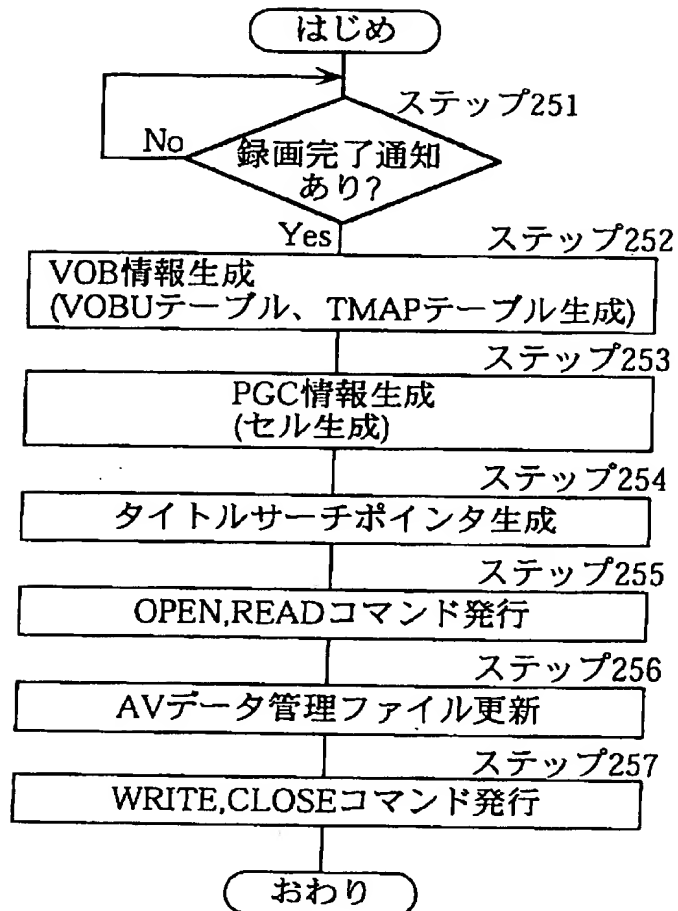 はじめ
ステップ251
No
録画完了通知
あり?
Yes
ステップ252
VOB情報生成
(VOBUテーブル、TMAPテーブル生成)
ステップ253
PGC情報生成
(セル生成)
ステップ254
タイトルサーチポインタ生成
ステップ255
OPEN,READコマンド発行
ステップ256
AVデータ管理ファイル更新
ステップ257
WRITE,CLOSEコマンド発行
おわり